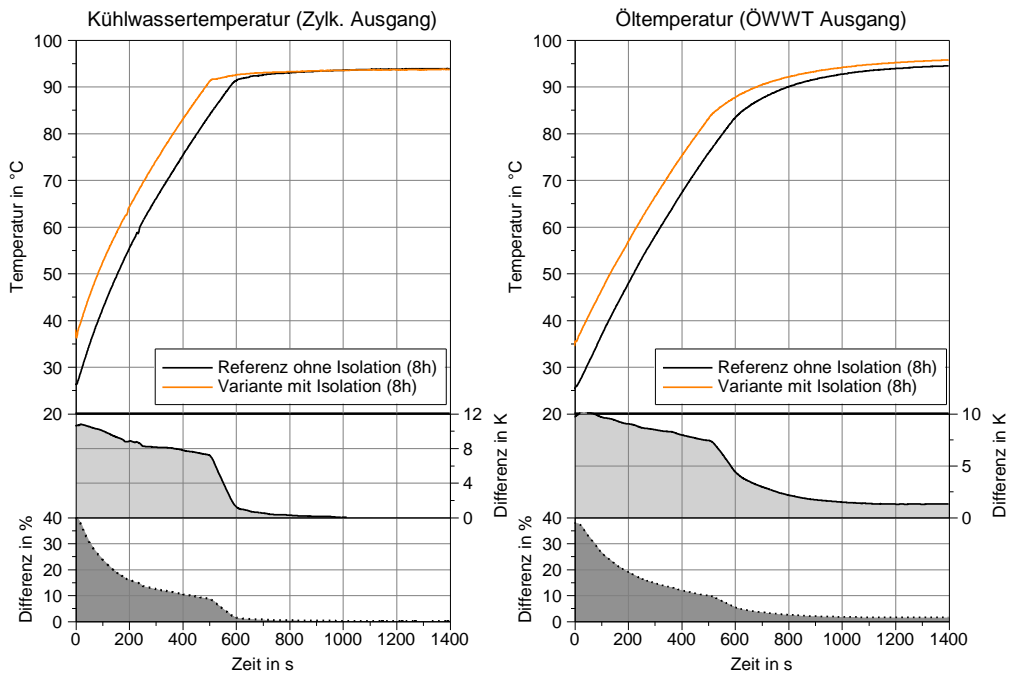 Kühlwassertemperatur (Zylk. Ausgang)
100
90
80
70
60
50
40
30
20
Temperatur in °C
Referenz ohne Isolation (8h)
Variante mit Isolation (8h)
12
8
4
0
Differenz in K
40
30
20
10
0
Differenz in %
0 200 400 600 800 1000 1200 1400
Zeit in s
Öltemperatur (ÖWWT Ausgang)
100
90
80
70
60
50
40
30
20
Temperatur in °C
Referenz ohne Isolation (8h)
Variante mit Isolation (8h)
10
5
0
Differenz in K
40
30
20
10
0
Differenz in %
0 200 400 600 800 1000 1200 1400
Zeit in s